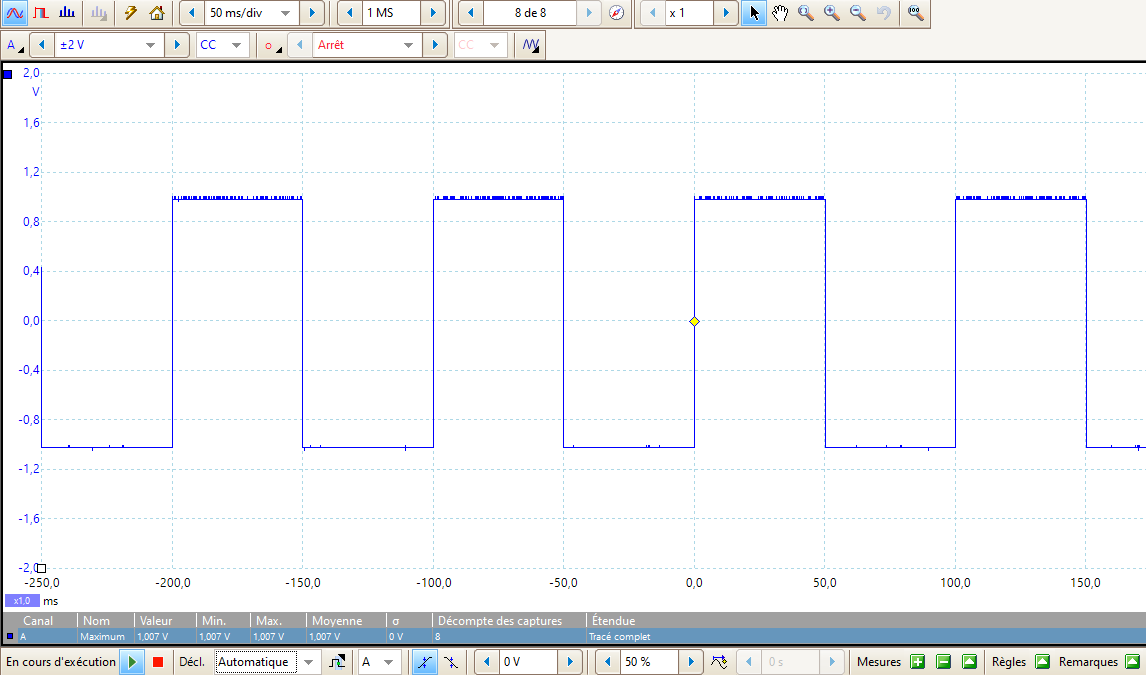 50 ms/div 1 MS 8 de 8 x 1
A ±2 V CC Arrêt CC
2,0
V
1,6
1,2
0,8
0,4
0,0
-0,4
-0,8
-1,2
-1,6
-2,0
-250,0 -200,0 -150,0 -100,0 -50,0 0,0 50,0 100,0 150,0
x1,0 ms
Canal Nom Valeur Min. Max. Moyenne σ Décompte des captures Étendue
A Maximum 1,007 V 1,007 V 1,007 V 1,007 V 0 V 8 Tracé complet
En cours d'exécution Décl. Automatique A 0 V 50 % 0 s Mesures Règles Remarques